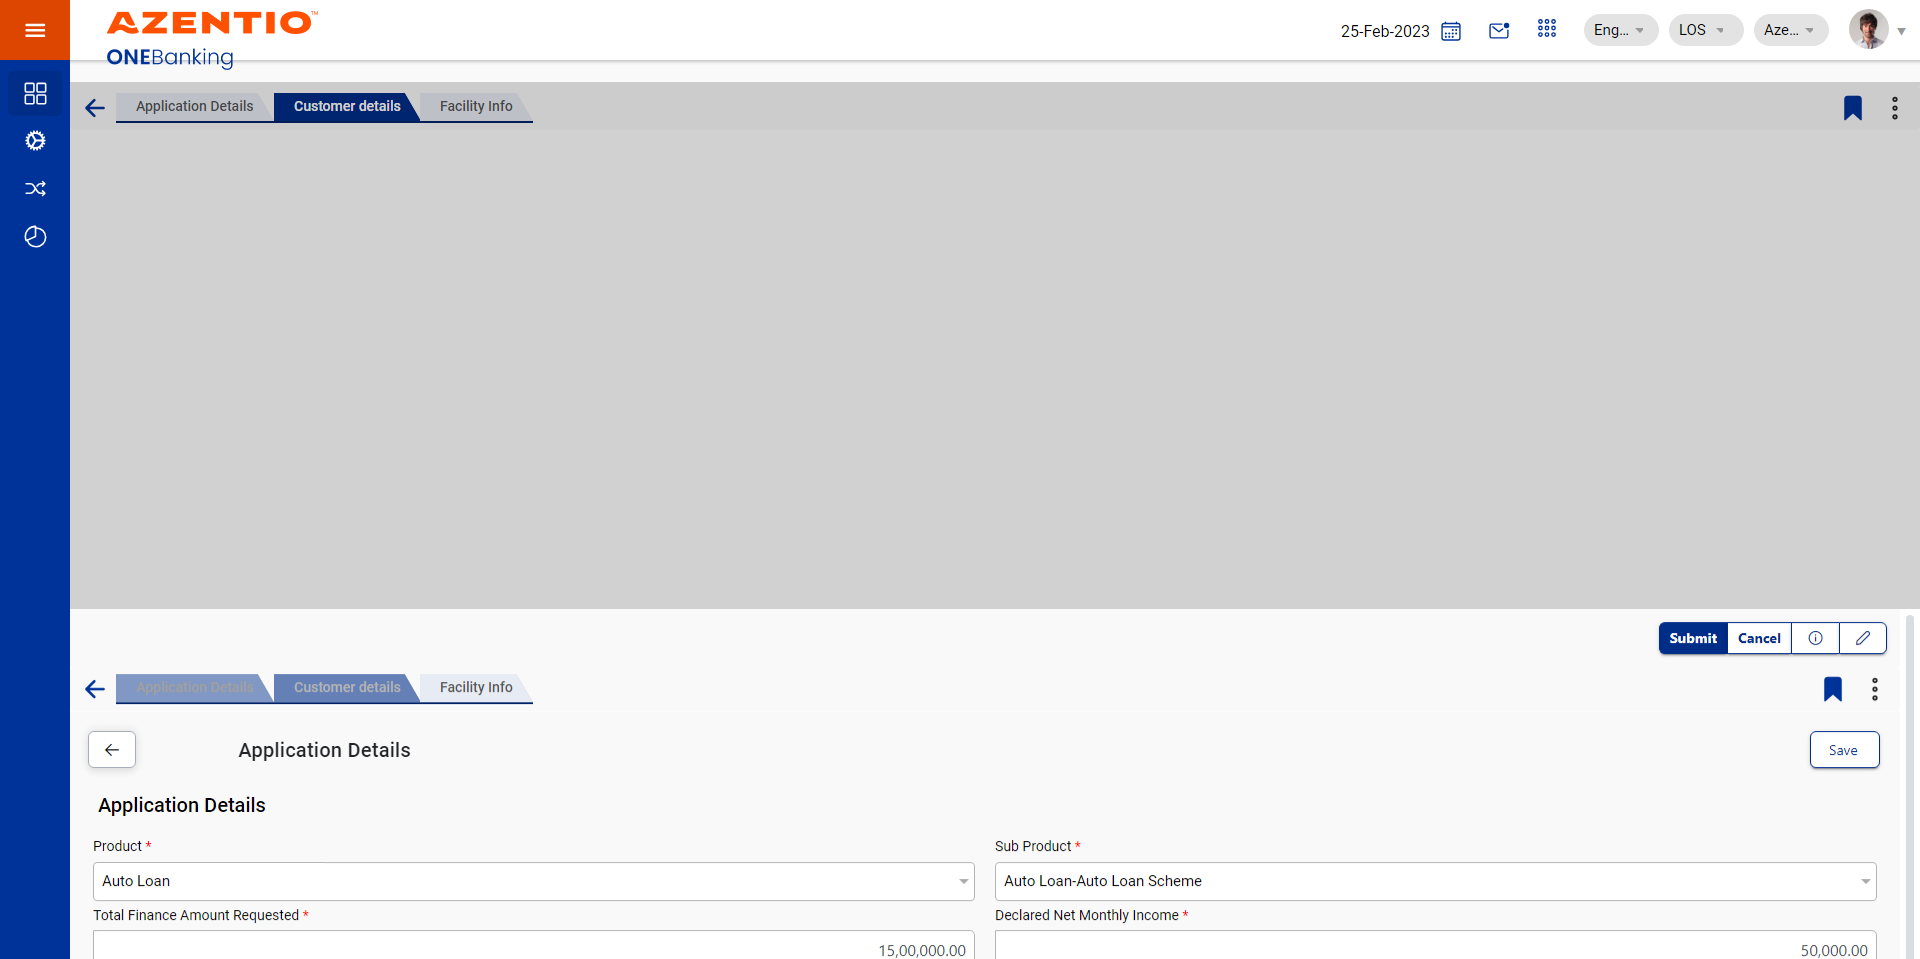 AZENTIO™
ONEBanking
25-Feb-2023
Eng...
LOS
Aze...
Application Details
Customer details
Facility Info
Submit
Cancel
Application Details
Customer details
Facility Info
Application Details
Save
Application Details
Product *
Sub Product *
Auto Loan
Auto Loan-Auto Loan Scheme
Total Finance Amount Requested *
Declared Net Monthly Income *
15,00,000.00
50,000.00